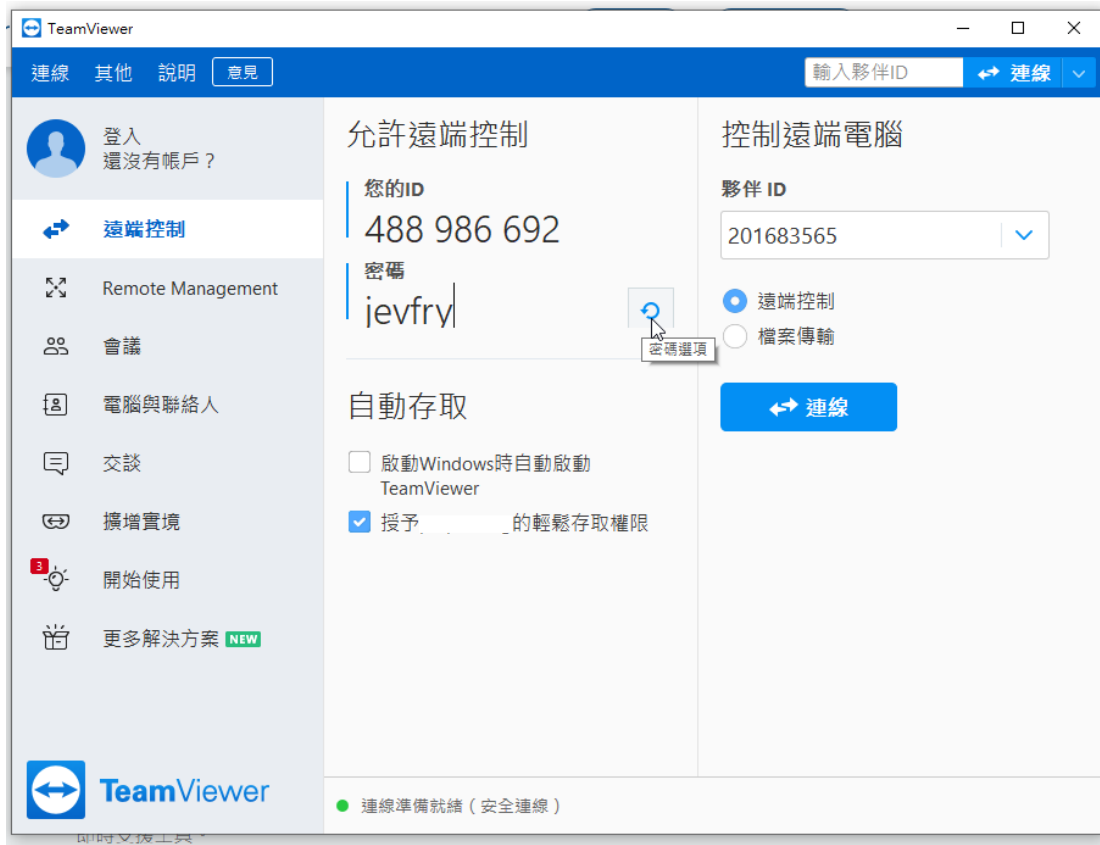 TeamViewer
連線 其他 說明 意見
輸入夥伴ID 連線
登入
還沒有帳戶？
遠端控制
Remote Management
會議
電腦與聯絡人
交談
擴增實境
3
開始使用
更多解決方案 NEW
TeamViewer
允許遠端控制
您的ID
488 986 692
密碼
jevfry
密碼選項
自動存取
啟動Windows時自動啟動
TeamViewer
授予 的輕鬆存取權限
控制遠端電腦
夥伴 ID
201683565
遠端控制
檔案傳輸
連線
連線準備就緒（安全連線）
即時支援工具。